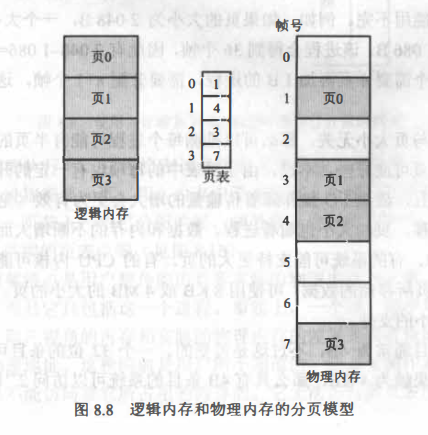 帧号
页0
页1
页2
页3
逻辑内存
0 1
1 4
2 3
3 7
页表
0
1 页0
2
3 页1
4 页2
5
6
7 页3
物理内存
图 8.8 逻辑内存和物理内存的分页模型